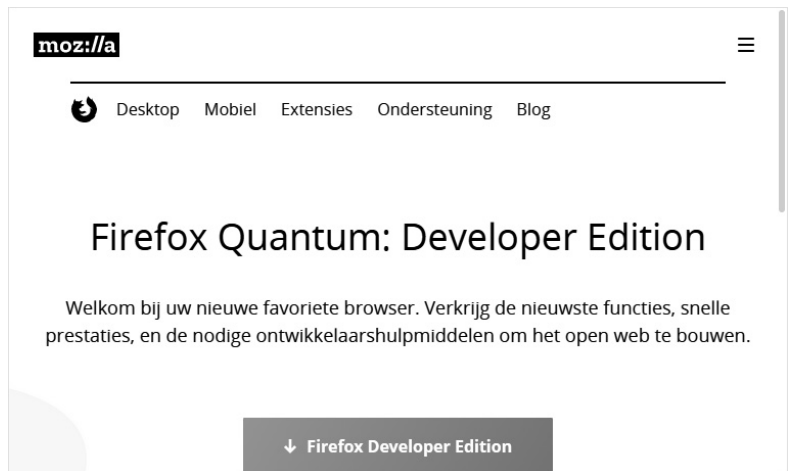 moz://a
Desktop Mobiel Extensies Ondersteuning Blog
Firefox Quantum: Developer Edition
Welkom bij uw nieuwe favoriete browser. Verkrijg de nieuwste functies, snelle
prestaties, en de nodige ontwikkelaarshulpmiddelen om het open web te bouwen.
Firefox Developer Edition